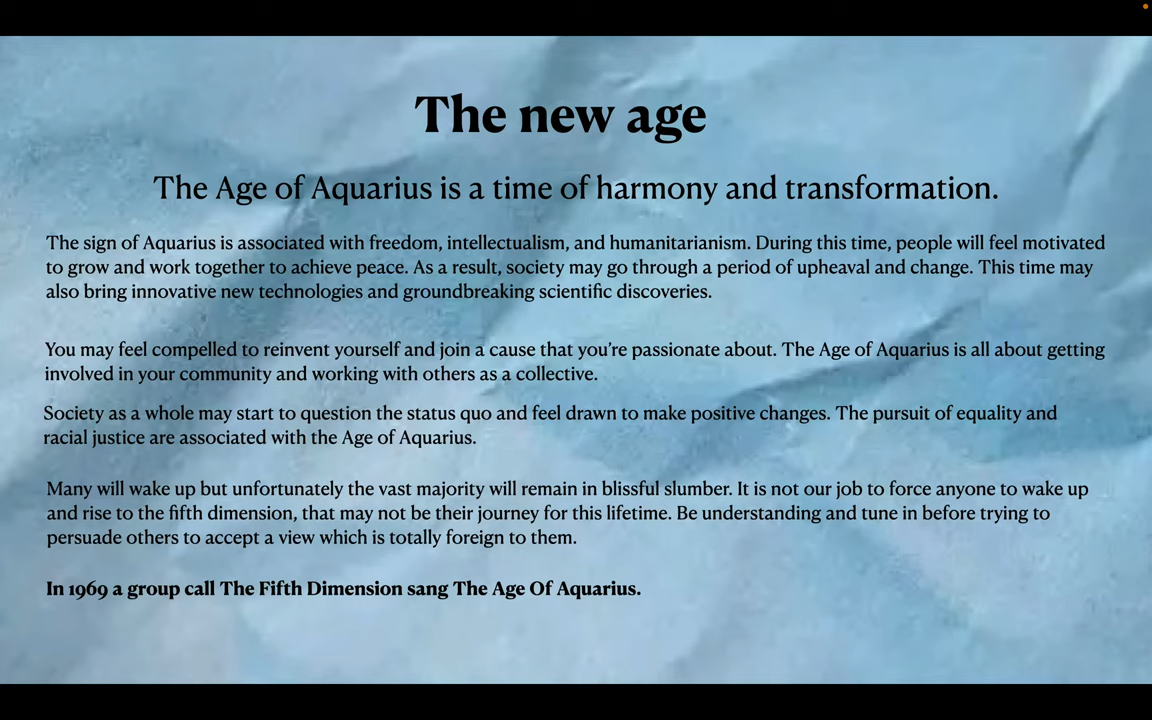 The new age
The Age of Aquarius is a time of harmony and transformation.
The sign of Aquarius is associated with freedom, intellectualism, and humanitarianism. During this time, people will feel motivated
to grow and work together to achieve peace. As a result, society may go through a period of upheaval and change. This time may
also bring innovative new technologies and groundbreaking scientific discoveries.
You may feel compelled to reinvent yourself and join a cause that you’re passionate about. The Age of Aquarius is all about getting
involved in your community and working with others as a collective.
Society as a whole may start to question the status quo and feel drawn to make positive changes. The pursuit of equality and
racial justice are associated with the Age of Aquarius.
Many will wake up but unfortunately the vast majority will remain in blissful slumber. It is not our job to force anyone to wake up
and rise to the fifth dimension, that may not be their journey for this lifetime. Be understanding and tune in before trying to
persuade others to accept a view which is totally foreign to them.
In 1969 a group call The Fifth Dimension sang The Age Of Aquarius.